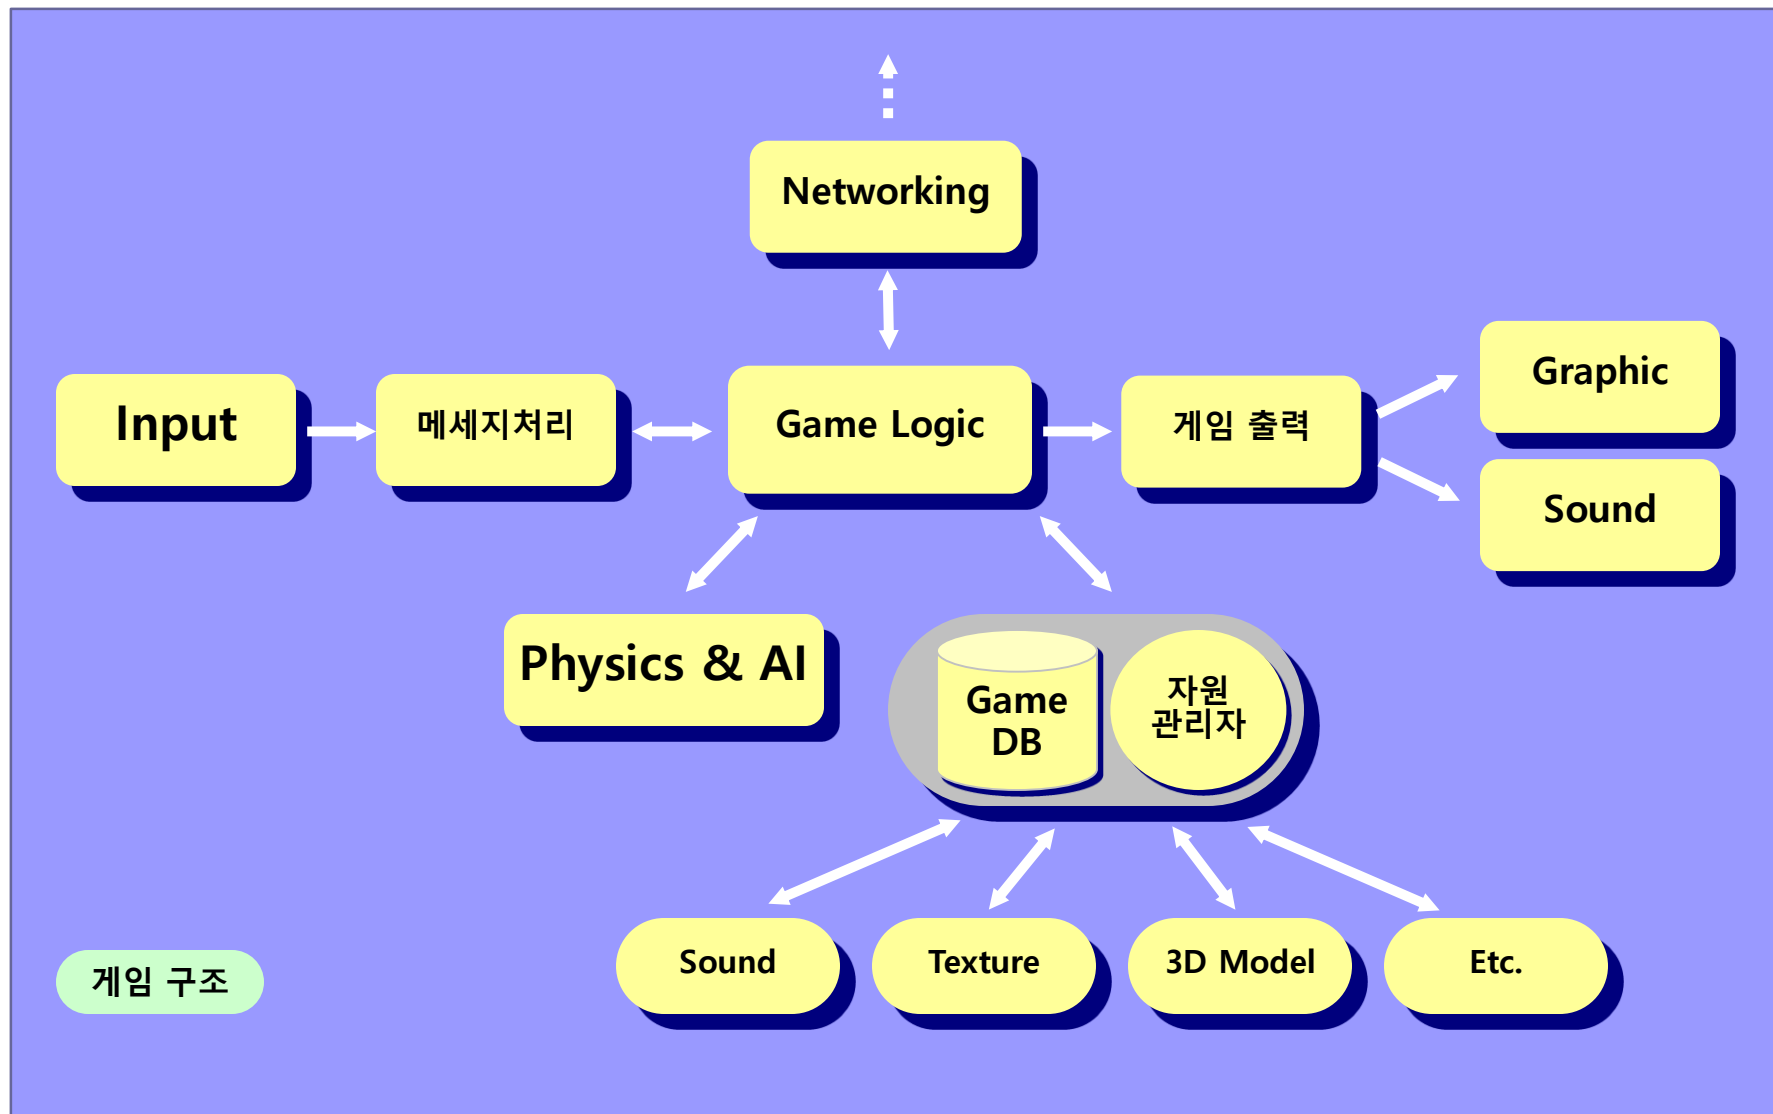 Networking
Graphic
Input
메세지처리
Game Logic
게임 출력
Sound
Physics & AI
Game
DB
자원
관리자
Sound
Texture
3D Model
Etc.
게임 구조